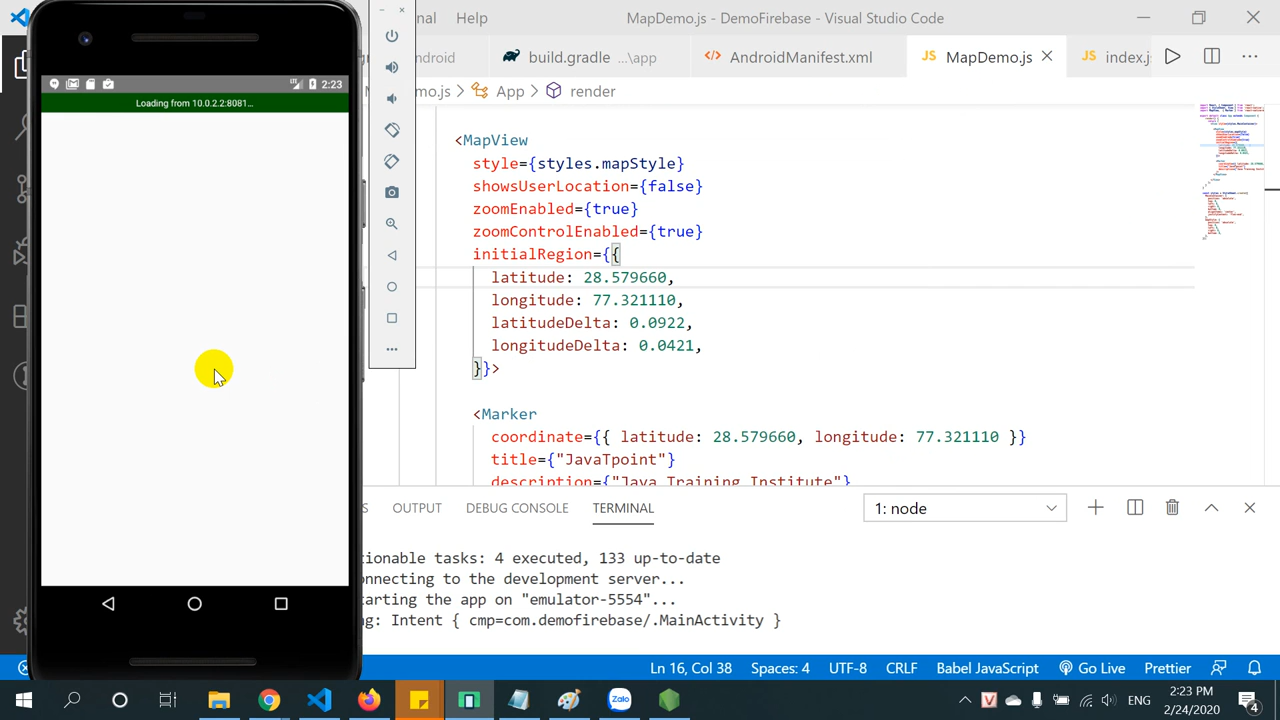 nal
Help
MapDemo.js - DemoFirebase - Visual Studio Code
2:23
Loading from 10.0.2.2:8081...
ndroid
build.gradle ...\app
AndroidManifest.xml
JS MapDemo.js
JS index.j
mo.js > App > render
<MapView
style={styles.mapStyle}
showsUserLocation={false}
zoomEnabled={true}
zoomControlEnabled={true}
initialRegion={{
latitude: 28.579660,
longitude: 77.321110,
latitudeDelta: 0.0922,
longitudeDelta: 0.0421,
}}>
<Marker
coordinate={{ latitude: 28.579660, longitude: 77.321110 }}
title={"JavaTpoint"}
description={"Java Training Institute"}
S
OUTPUT
DEBUG CONSOLE
TERMINAL
1: node
tionable tasks: 4 executed, 133 up-to-date
onnecting to the development server...
tarting the app on "emulator-5554"...
ng: Intent { cmp=com.demofirebase/.MainActivity }
Ln 16, Col 38
Spaces: 4
UTF-8
CRLF
Babel JavaScript
Go Live
Prettier
Zalo
ENG
2:23 PM
2/24/2020
4